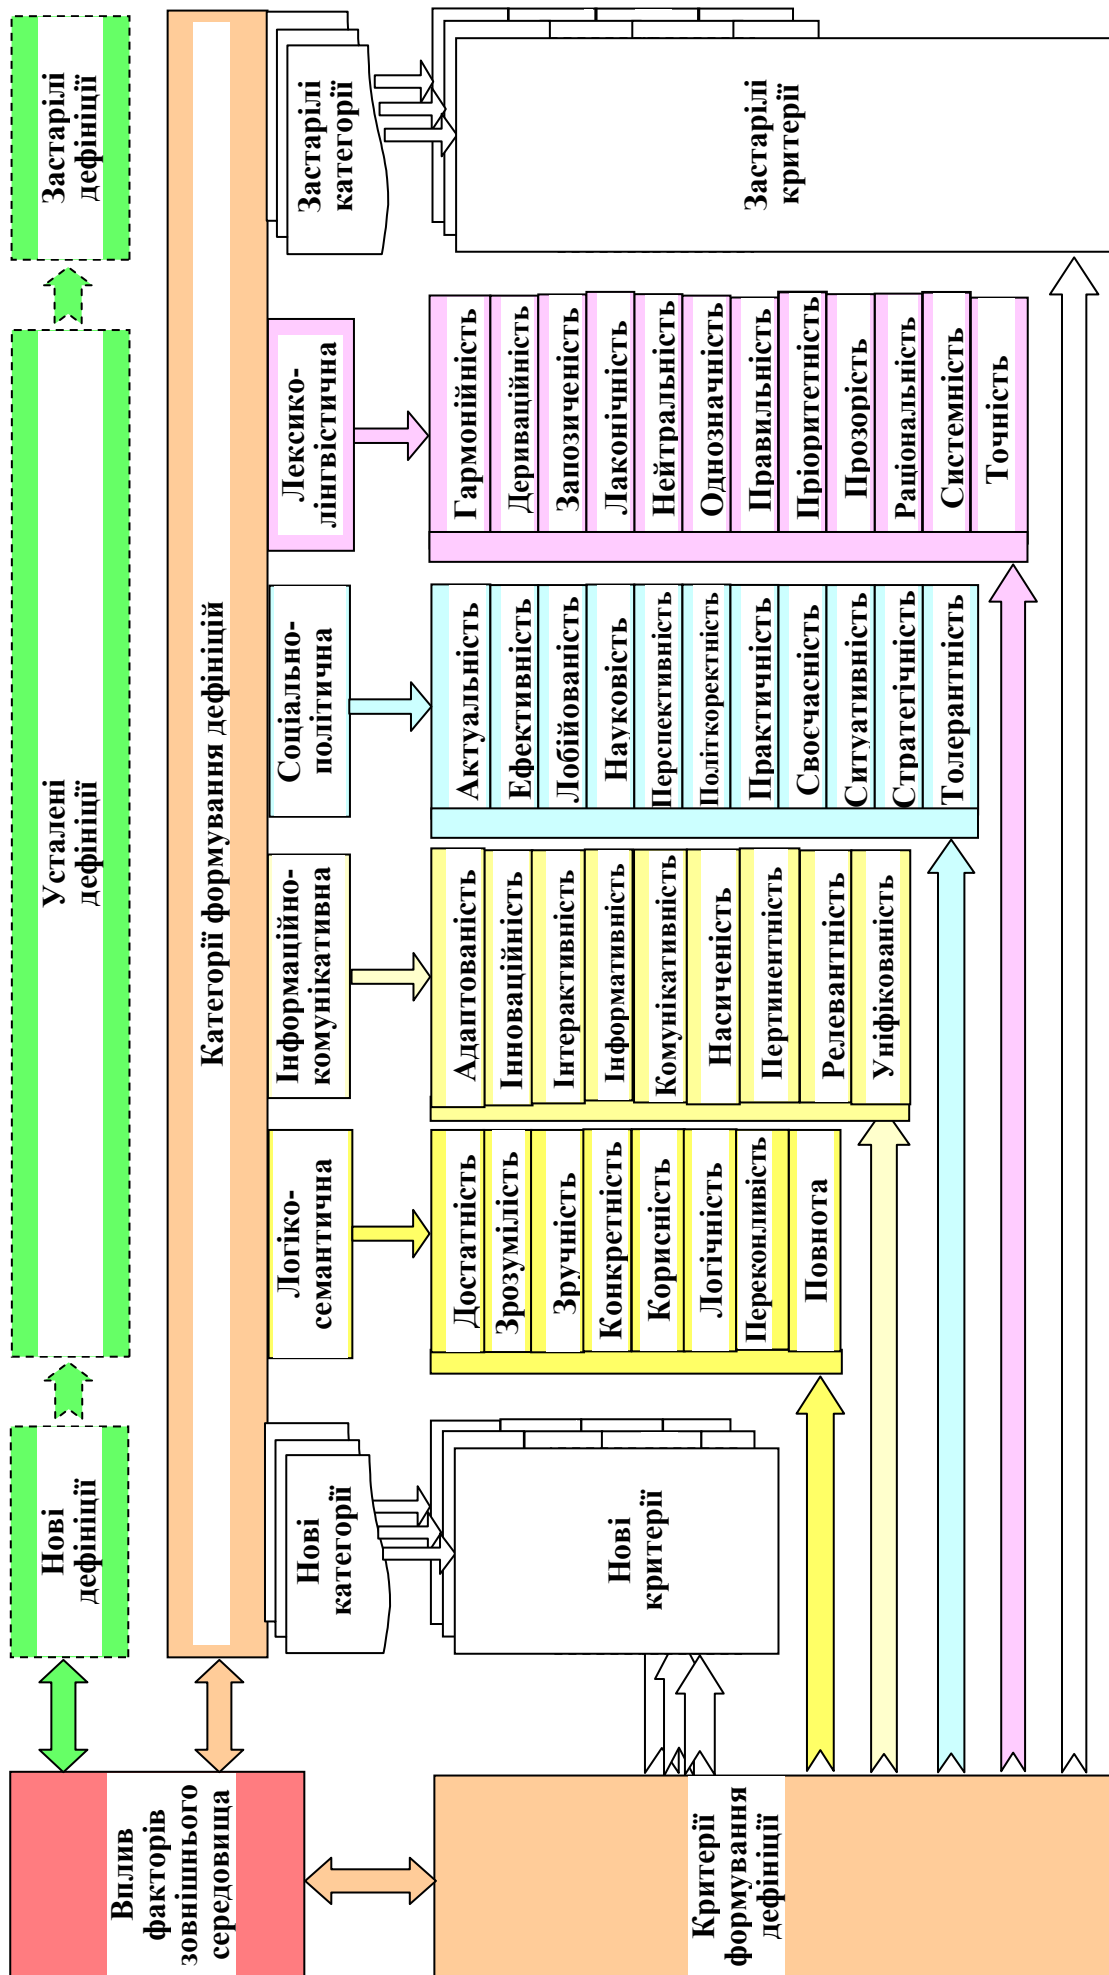 Вплив
факторів
зовнішнього
середовища
Нові
дефініції
Усталені
дефініції
Застарілі
дефініції
Категорії формування дефініцій
Нові
категорії
Логіко-
семантична
Інформаційно-
комунікативна
Соціально-
політична
Лексико-
лінгвістична
Застарілі
категорії
Критерії
формування
дефініції
Нові
критерії
Достатність
Зрозумілість
Зручність
Конкретність
Корисність
Логічність
Переконливість
Повнота
Адаптованість
Інноваційність
Інтерактивність
Інформативність
Комунікативність
Насиченість
Пертинентність
Релевантність
Уніфікованість
Актуальність
Ефективність
Лобійованість
Науковість
Перспективність
Політкоректність
Практичність
Своєчасність
Ситуативність
Стратегічність
Толерантність
Гармонійність
Дериваційність
Запозиченість
Лаконічність
Нейтральність
Однозначність
Правильність
Пріоритетність
Прозорість
Раціональність
Системність
Точність
Застарілі
критерії